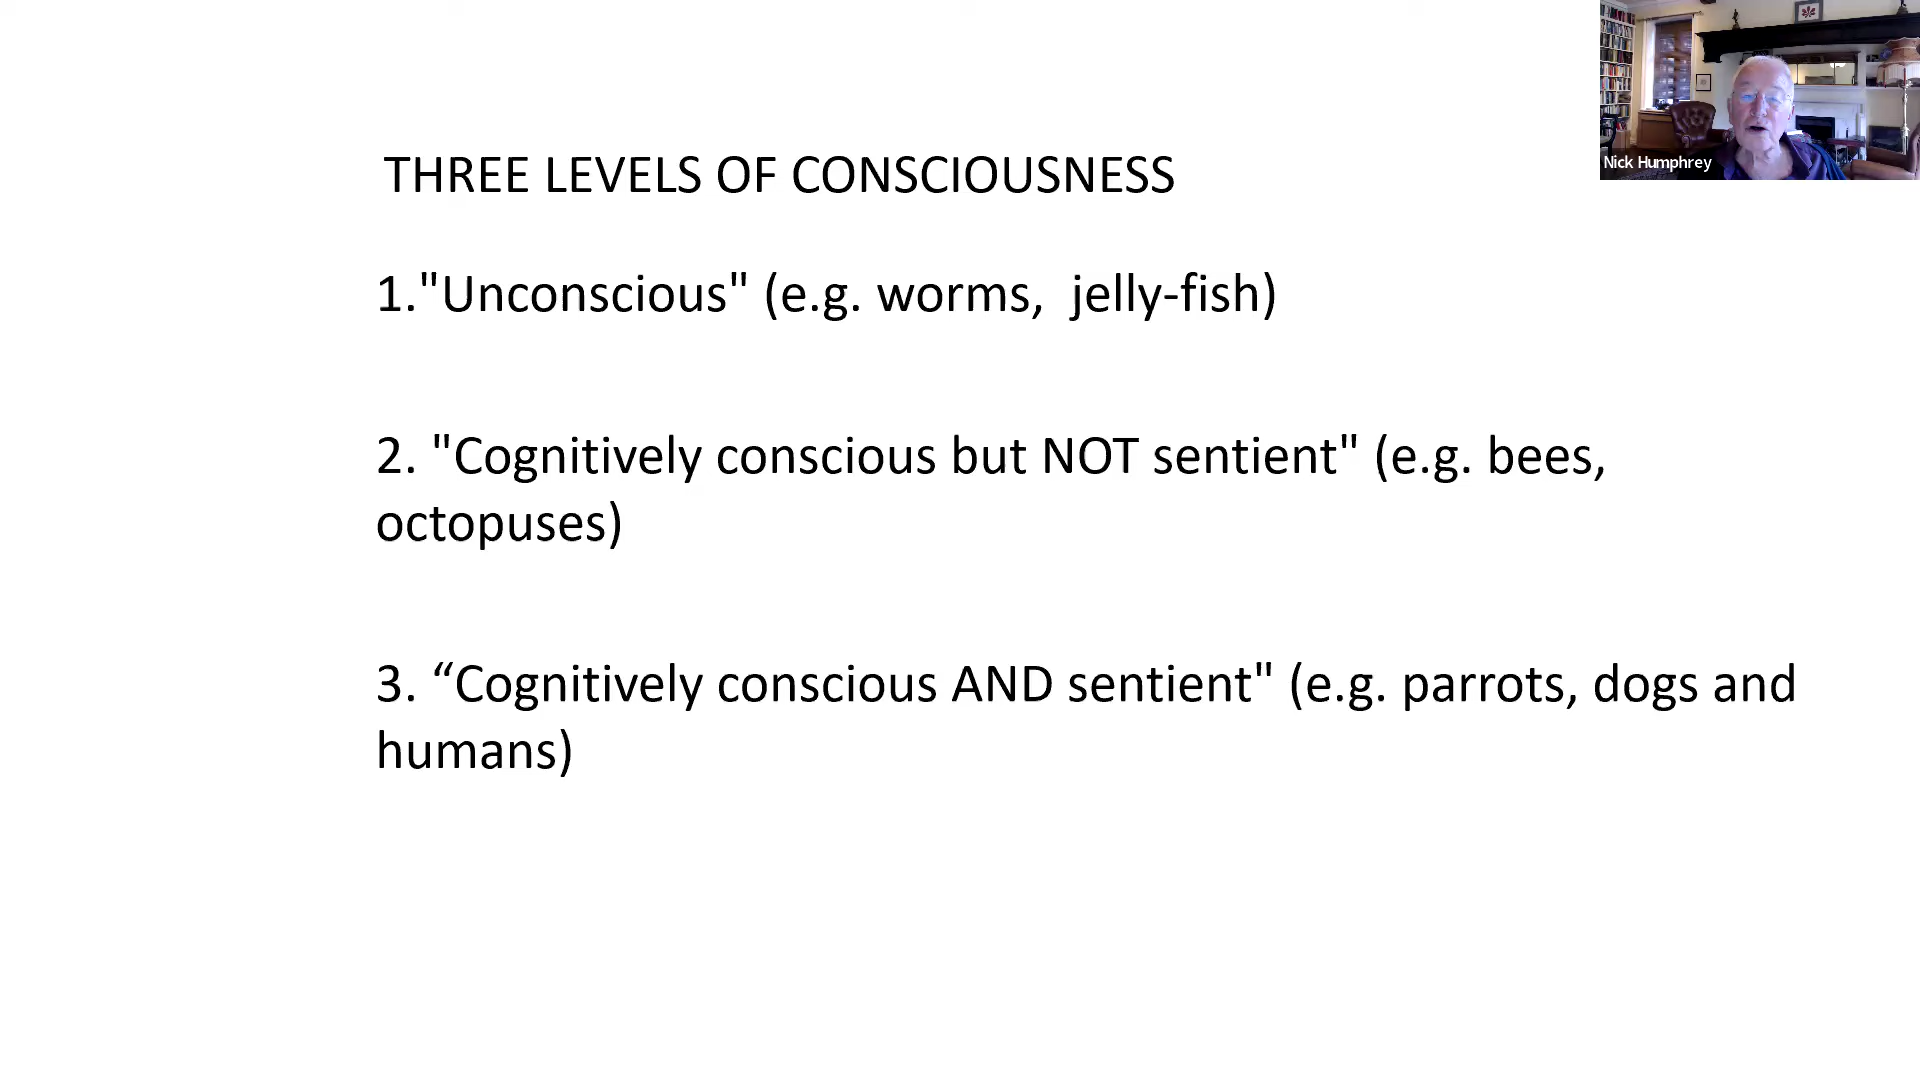 Nick Humphrey
THREE LEVELS OF CONSCIOUSNESS
1."Unconscious" (e.g. worms,  jelly-fish)
2. "Cognitively conscious but NOT sentient" (e.g. bees,
octopuses)
3. “Cognitively conscious AND sentient" (e.g. parrots, dogs and
humans)